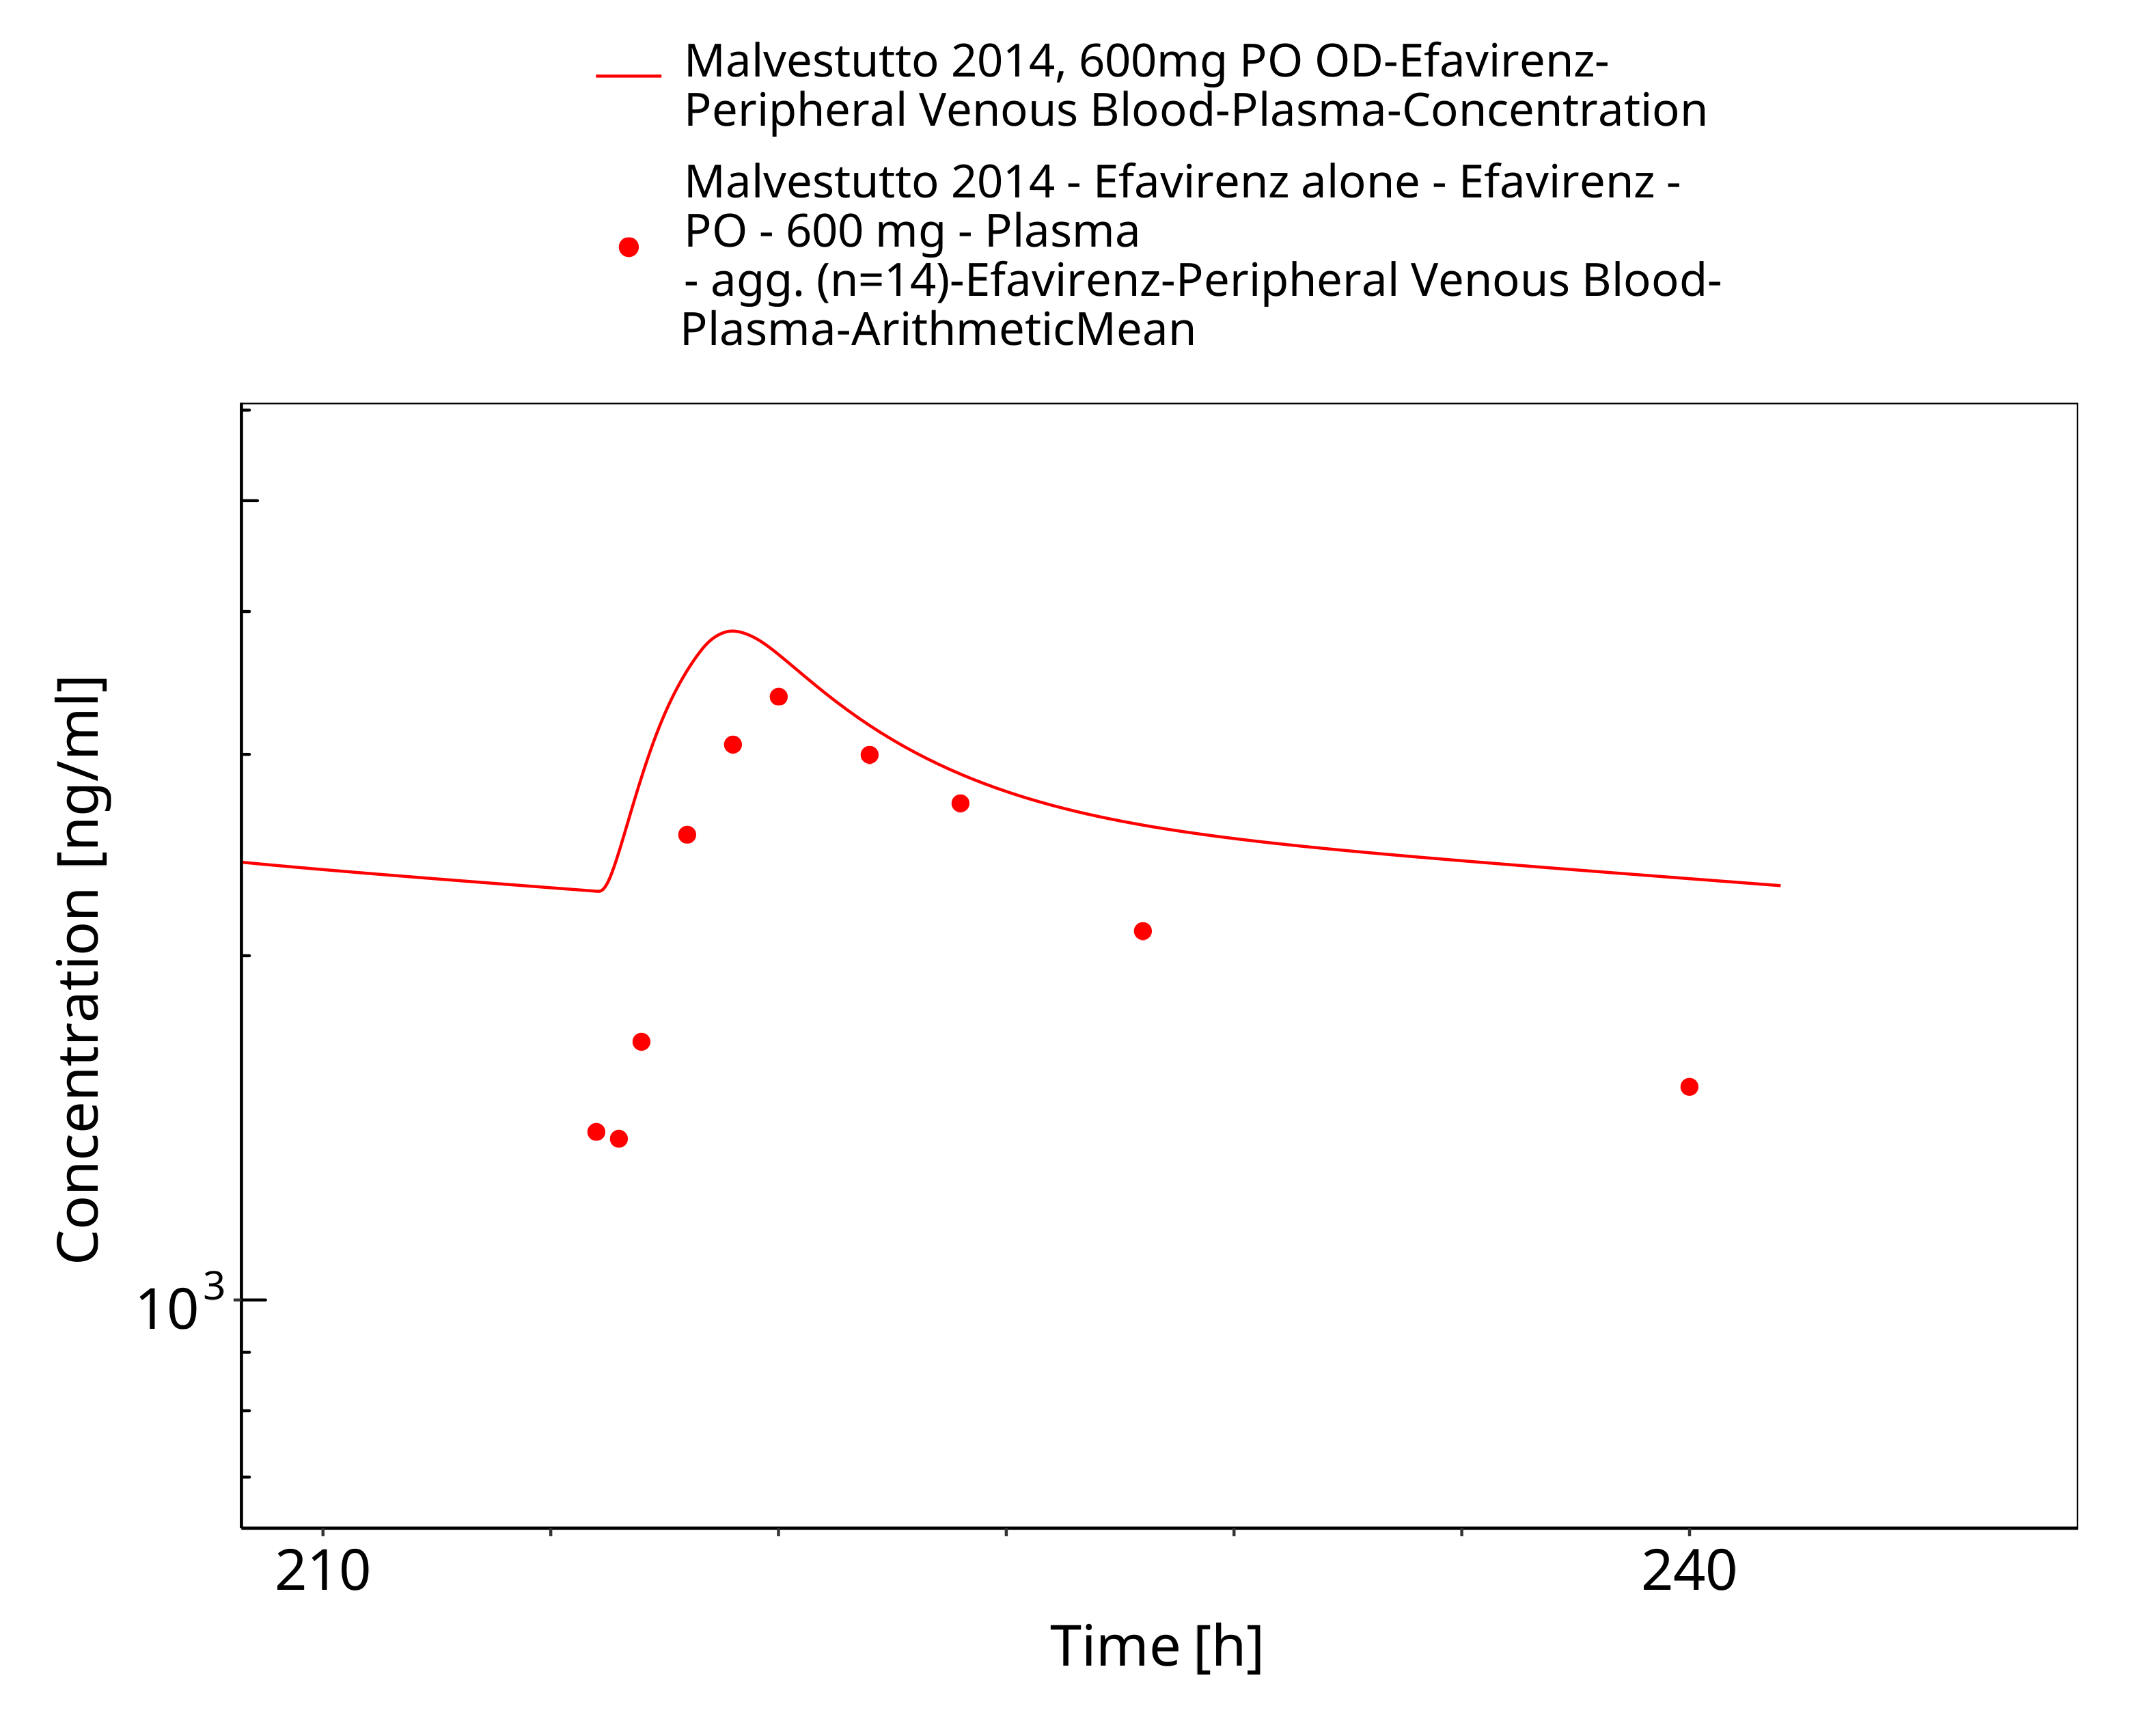 Malvestutto 2014, 600mg PO OD-Efavirenz-
Peripheral Venous Blood-Plasma-Concentration
Malvestutto 2014 - Efavirenz alone - Efavirenz -
PO - 600 mg - Plasma
- agg. (n=14)-Efavirenz-Peripheral Venous Blood-
Plasma-ArithmeticMean
Concentration [ng/ml]
10³
210
240
Time [h]